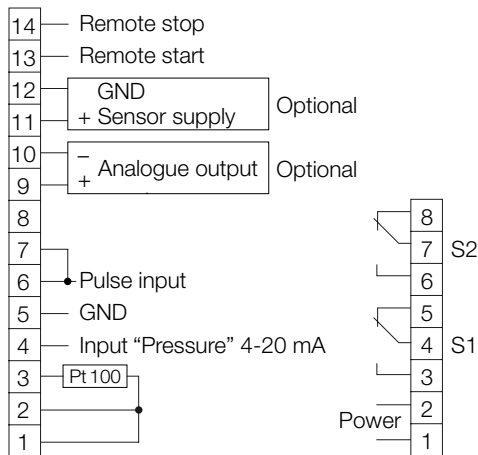 14 Remote stop
13 Remote start
12 GND
11 + Sensor supply
Optional
10 –
9 +
Analogue output
Optional
8
7
6 Pulse input
5 GND
4 Input “Pressure” 4-20 mA
3 Pt 100
2
1
8
7 S2
6
5
4 S1
3
Power
2
1